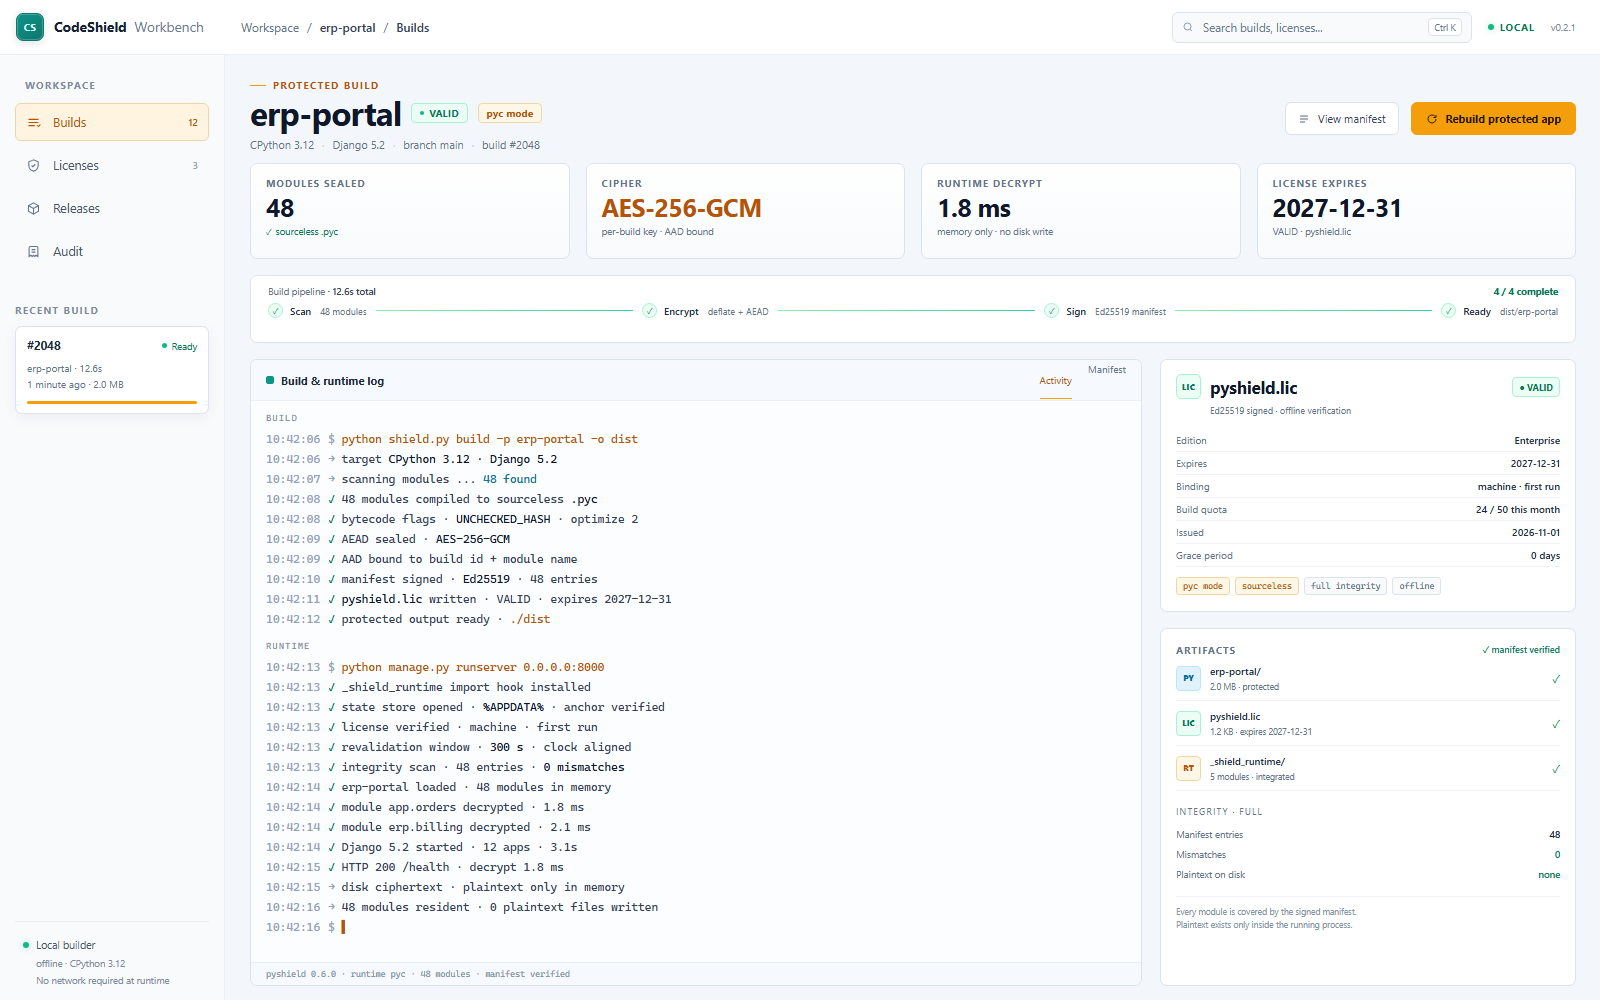 CS CodeShield Workbench
Workspace / erp-portal / Builds
Search builds, licenses... Ctrl K
LOCAL v0.2.1
WORKSPACE
Builds 12
Licenses 3
Releases
Audit
RECENT BUILD
#2048 Ready
erp-portal · 12.6s
1 minute ago · 2.0 MB
Local builder
offline · CPython 3.12
No network required at runtime
PROTECTED BUILD
erp-portal VALID pyc mode
CPython 3.12 · Django 5.2 · branch main · build #2048
View manifest
Rebuild protected app
MODULES SEALED
48
✓ sourceless .pyc
CIPHER
AES-256-GCM
per-build key · AAD bound
RUNTIME DECRYPT
1.8 ms
memory only · no disk write
LICENSE EXPIRES
2027-12-31
VALID · pyshield.lic
Build pipeline · 12.6s total 4 / 4 complete
✓ Scan 48 modules ✓ Encrypt deflate + AEAD ✓ Sign Ed25519 manifest ✓ Ready dist/erp-portal
Build & runtime log Activity Manifest
BUILD
10:42:06 $ python shield.py build -p erp-portal -o dist
10:42:06 → target CPython 3.12 · Django 5.2
10:42:07 → scanning modules ... 48 found
10:42:08 ✓ 48 modules compiled to sourceless .pyc
10:42:08 ✓ bytecode flags · UNCHECKED_HASH · optimize 2
10:42:09 ✓ AEAD sealed · AES-256-GCM
10:42:09 ✓ AAD bound to build id + module name
10:42:10 ✓ manifest signed · Ed25519 · 48 entries
10:42:11 ✓ pyshield.lic written · VALID · expires 2027-12-31
10:42:12 ✓ protected output ready · ./dist
RUNTIME
10:42:13 $ python manage.py runserver 0.0.0.0:8000
10:42:13 ✓ _shield_runtime import hook installed
10:42:13 ✓ state store opened · %APPDATA% · anchor verified
10:42:13 ✓ license verified · machine · first run
10:42:13 ✓ revalidation window · 300 s · clock aligned
10:42:13 ✓ integrity scan · 48 entries · 0 mismatches
10:42:14 ✓ erp-portal loaded · 48 modules in memory
10:42:14 ✓ module app.orders decrypted · 1.8 ms
10:42:14 ✓ module erp.billing decrypted · 2.1 ms
10:42:14 ✓ Django 5.2 started · 12 apps · 3.1s
10:42:15 ✓ HTTP 200 /health · decrypt 1.8 ms
10:42:15 → disk ciphertext · plaintext only in memory
10:42:16 → 48 modules resident · 0 plaintext files written
10:42:16 $
pyshield 0.6.0 · runtime pyc · 48 modules · manifest verified
LIC pyshield.lic VALID
Ed25519 signed · offline verification
Edition Enterprise
Expires 2027-12-31
Binding machine · first run
Build quota 24 / 50 this month
Issued 2026-11-01
Grace period 0 days
pyc mode sourceless full integrity offline
ARTIFACTS ✓ manifest verified
PY erp-portal/ ✓
2.0 MB · protected
LIC pyshield.lic ✓
1.2 KB · expires 2027-12-31
RT _shield_runtime/ ✓
5 modules · integrated
INTEGRITY · FULL
Manifest entries 48
Mismatches 0
Plaintext on disk none
Every module is covered by the signed manifest.
Plaintext exists only inside the running process.